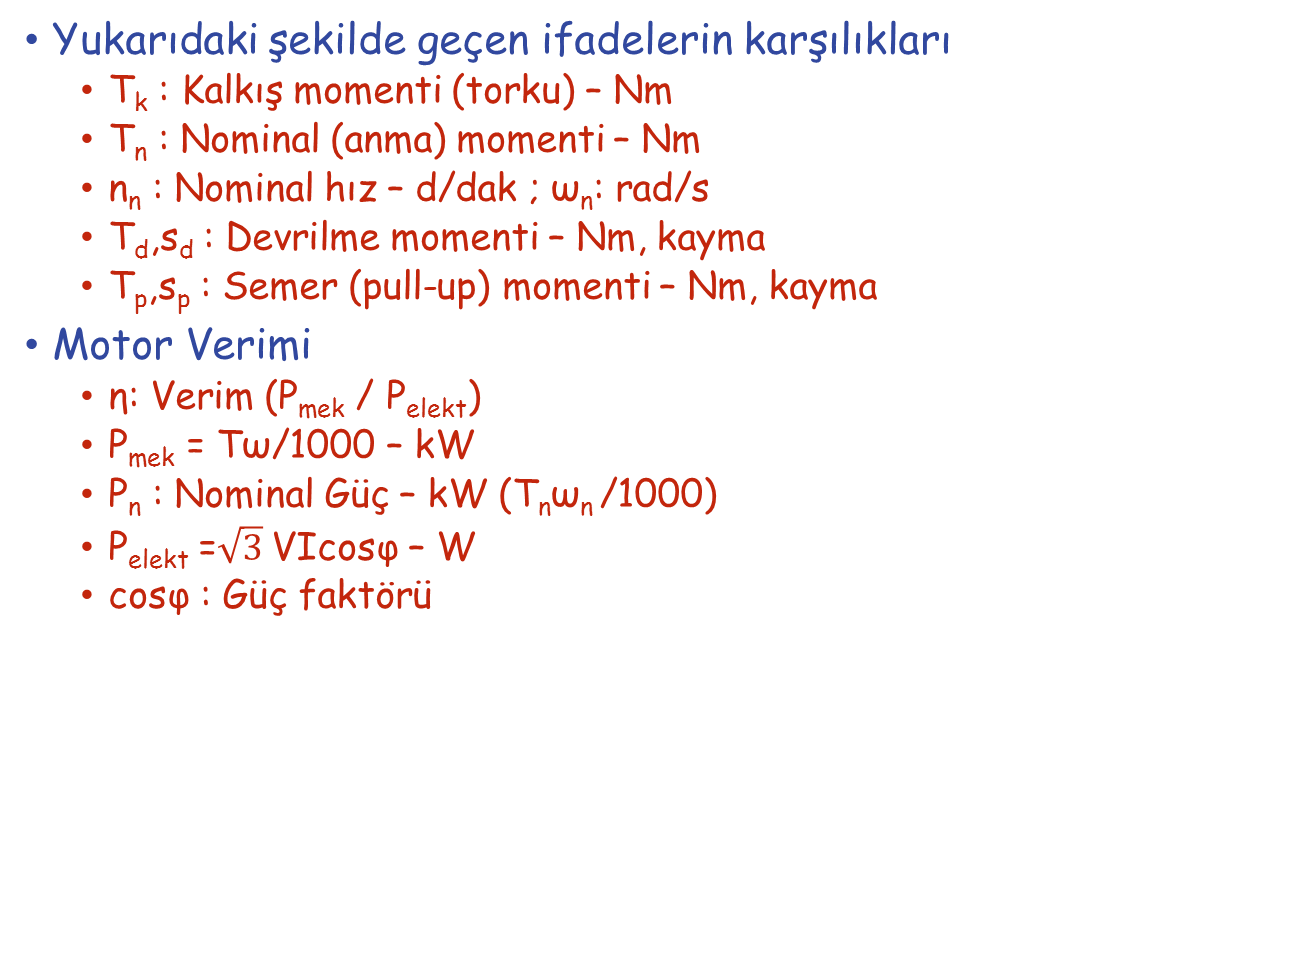 • Yukarıdaki şekilde geçen ifadelerin karşılıkları
• Tk : Kalkış momenti (torku) – Nm
• Tn : Nominal (anma) momenti – Nm
• nn : Nominal hız – d/dak ; ωn: rad/s
• Td,sd : Devrilme momenti – Nm, kayma
• Tp,sp : Semer (pull-up) momenti – Nm, kayma
• Motor Verimi
• η: Verim (Pmek / Pelekt)
• Pmek = Tω/1000 – kW
• Pn : Nominal Güç – kW (Tnωn /1000)
• Pelekt =√3 VIcosφ – W
• cosφ : Güç faktörü